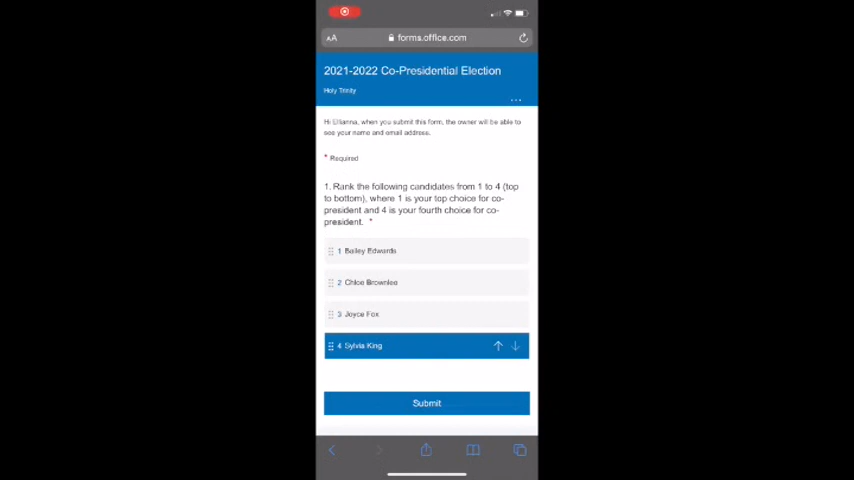 AA forms.office.com
2021-2022 Co-Presidential Election
Holy Trinity
...
Hi Ellianna, when you submit this form, the owner will be able to
see your name and email address.
* Required
1. Rank the following candidates from 1 to 4 (top
to bottom), where 1 is your top choice for co-
president and 4 is your fourth choice for co-
president. *
1 Bailey Edwards
2 Chloe Brownlee
3 Joyce Fox
4 Sylvia King
Submit